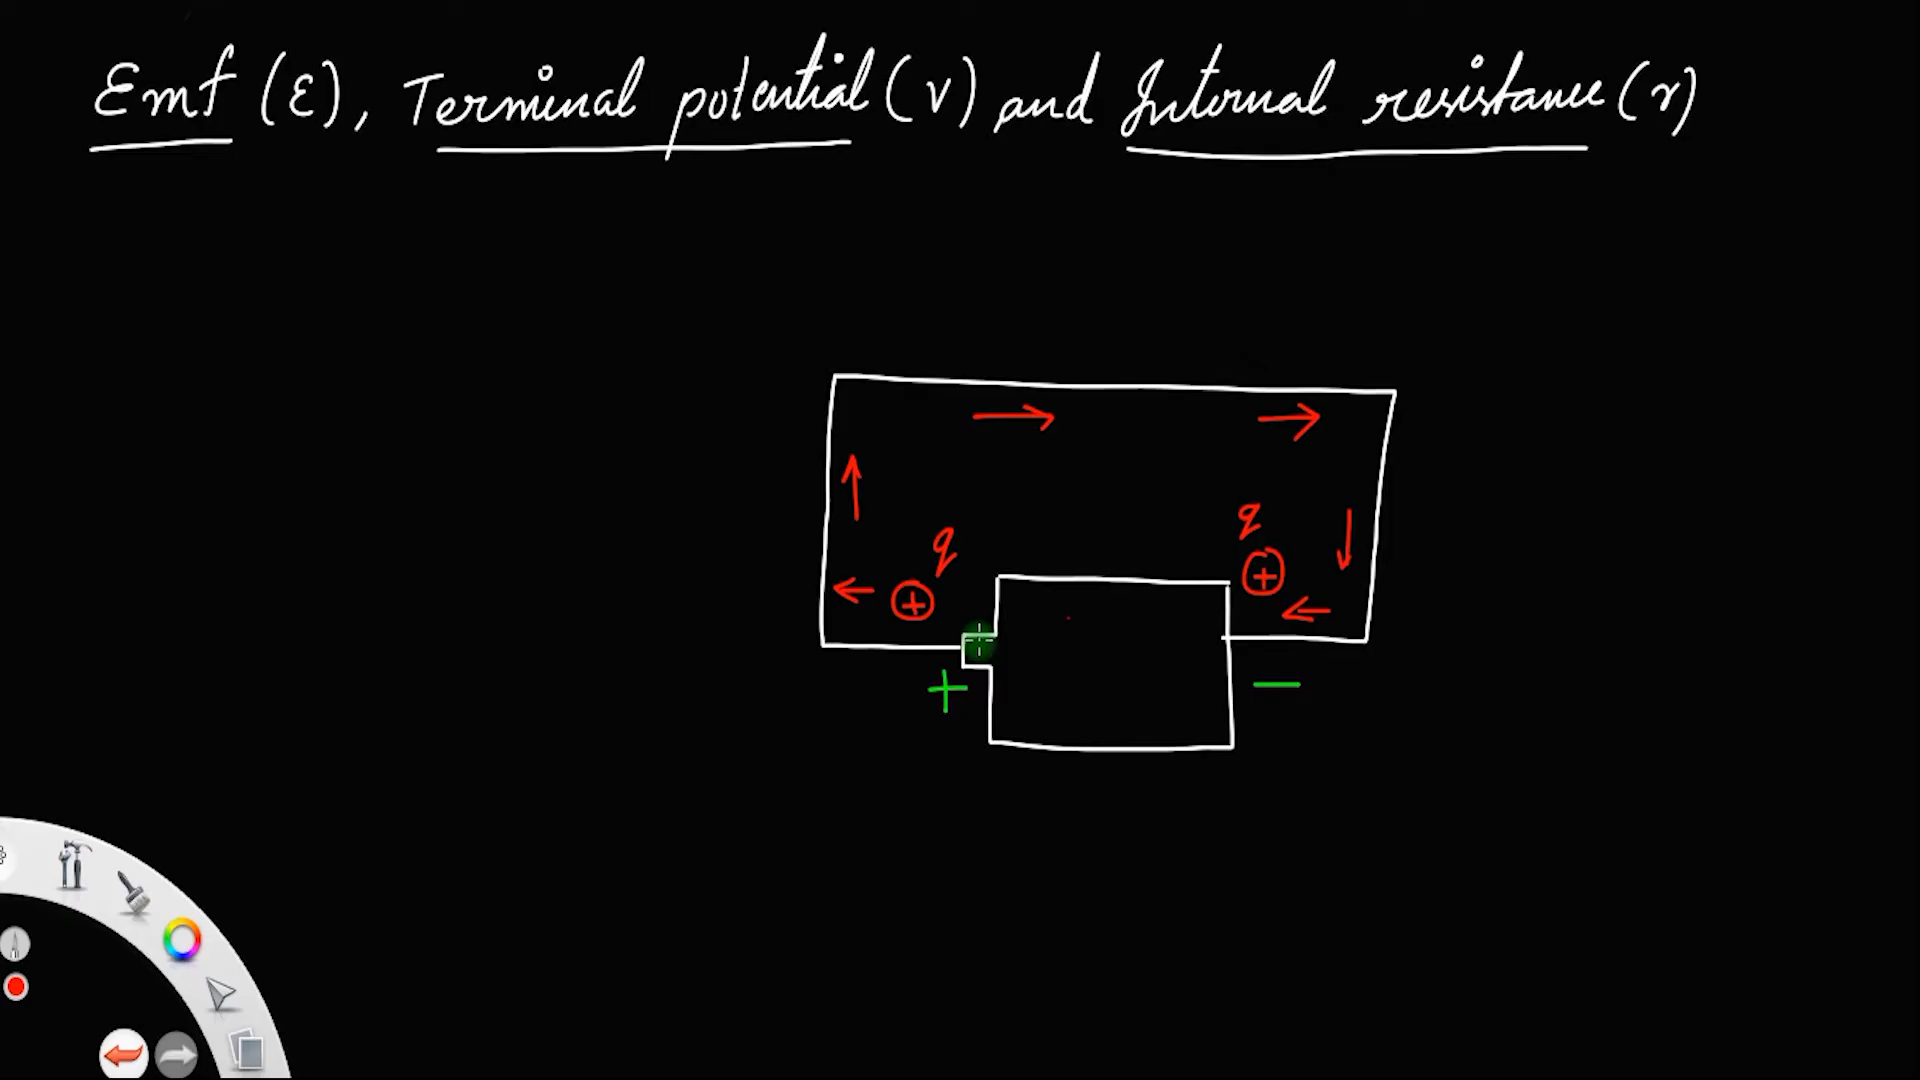 Emf (ε), Terminal potential (v) and Internal resistance (r)
q
q
+
+
+ −